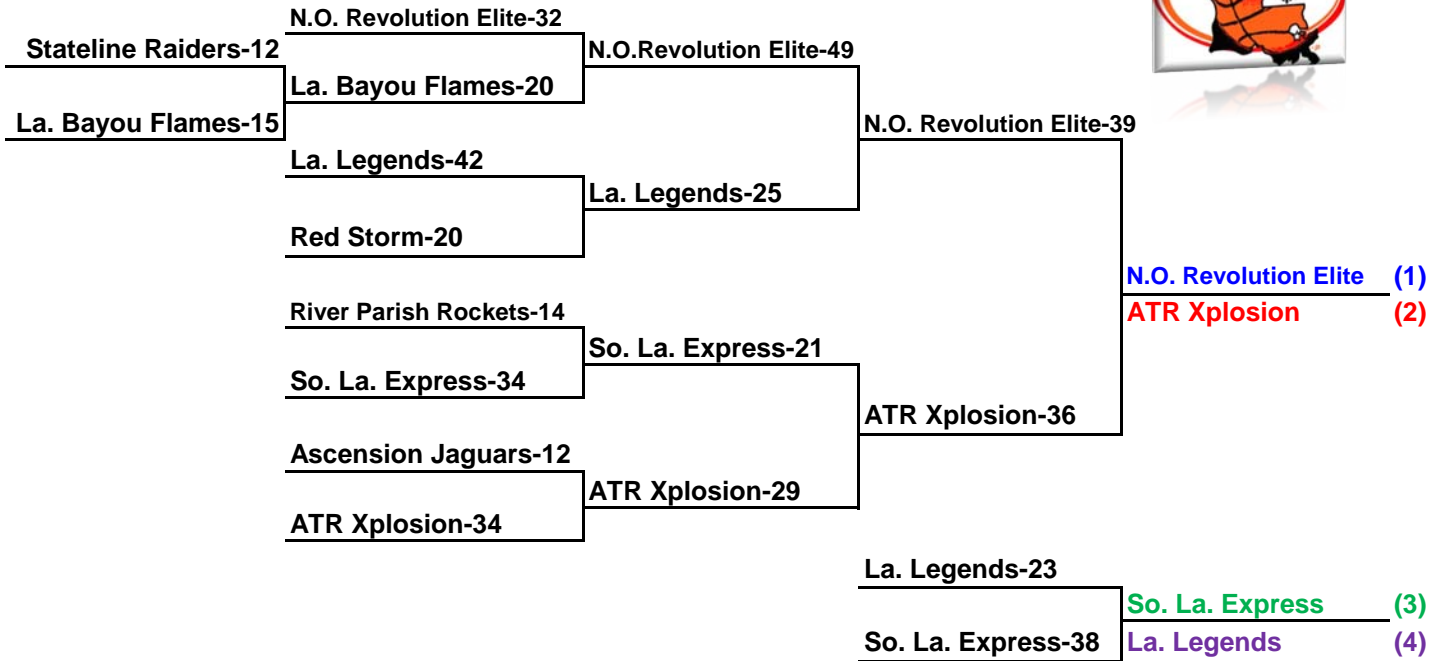 N.O. Revolution Elite-32
Stateline Raiders-12
N.O.Revolution Elite-49
La. Bayou Flames-20
La. Bayou Flames-15
N.O. Revolution Elite-39
La. Legends-42
La. Legends-25
Red Storm-20
N.O. Revolution Elite (1)
River Parish Rockets-14
ATR Xplosion (2)
So. La. Express-21
So. La. Express-34
ATR Xplosion-36
Ascension Jaguars-12
ATR Xplosion-29
ATR Xplosion-34
La. Legends-23
So. La. Express (3)
So. La. Express-38
La. Legends (4)